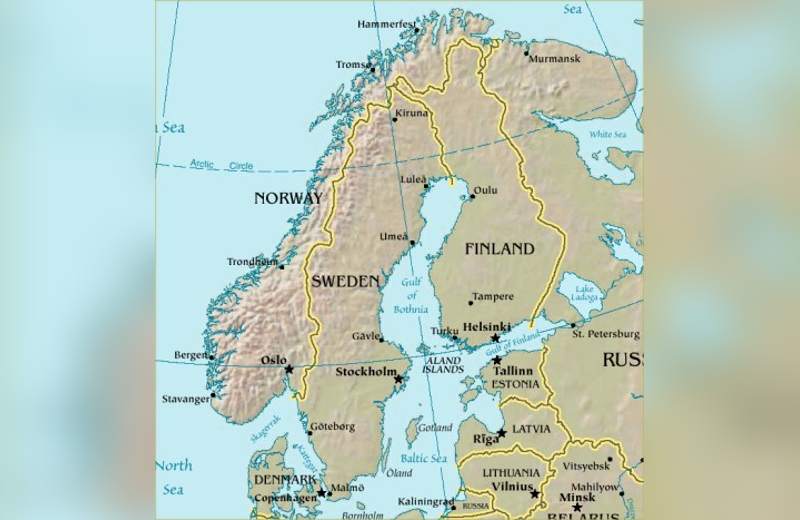 Sea
Hammerfest
Tromsø
Murmansk
Kiruna
Sea
White Sea
Arctic Circle
Luleå
Oulu
NORWAY
Umeå
FINLAND
Trondheim
SWEDEN
Gulf
of
Bothnia
Lake
Ladoga
Tampere
Gävle
Turku
Helsinki
St. Petersburg
Gulf of Finland
Bergen
Oslo
ALAND
ISLANDS
RUS
Stockholm
Tallinn
ESTONIA
Stavanger
Skagerrak
Göteborg
Gotland
LATVIA
Rīga
Kattegat
Baltic Sea
North
Sea
Öland
LITHUANIA
Vitsyebsk
DENMARK
Copenhagen
Malmö
Vilnius
Mahilyow
Kaliningrad
RUSSIA
Minsk
Bornholm
BELARUS